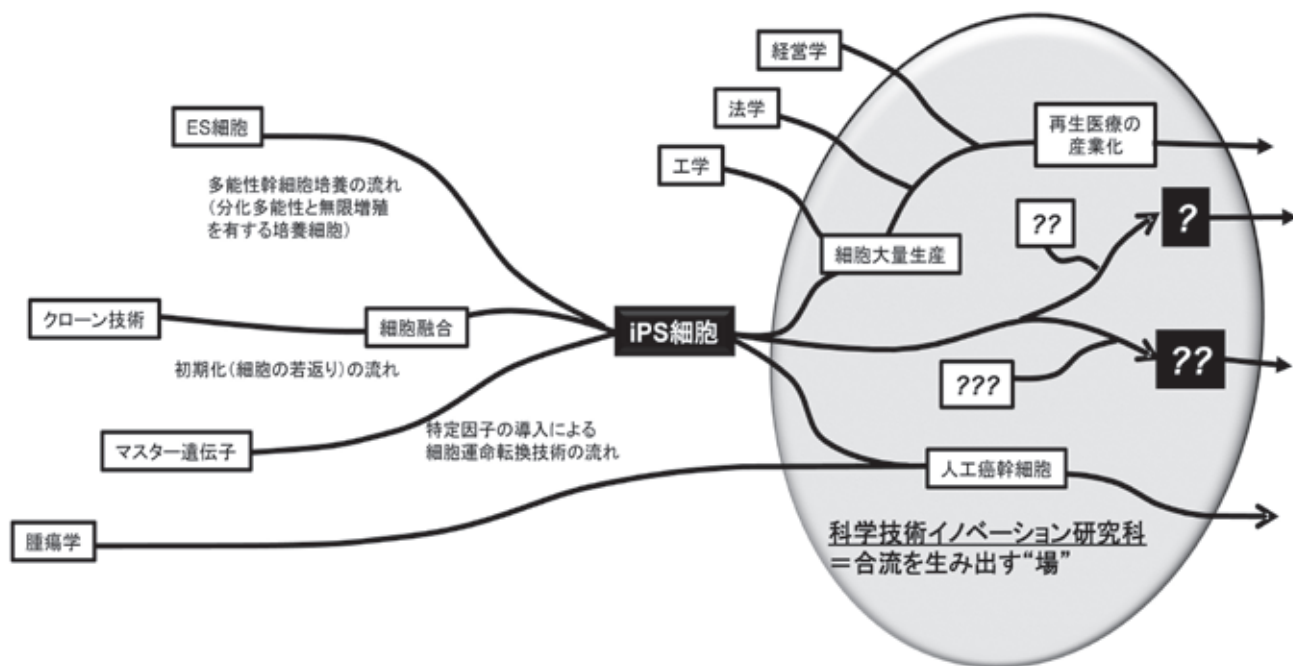 経営学
法学
工学
ES細胞
再生医療の
産業化
多能性幹細胞培養の流れ
(分化多能性と無限増殖
を有する培養細胞)
??
?
細胞大量生産
クローン技術
細胞融合
iPS細胞
初期化(細胞の若返り)の流れ
???
??
マスター遺伝子
特定因子の導入による
細胞運命転換技術の流れ
人工癌幹細胞
腫瘍学
科学技術イノベーション研究科
=合流を生み出す“場”